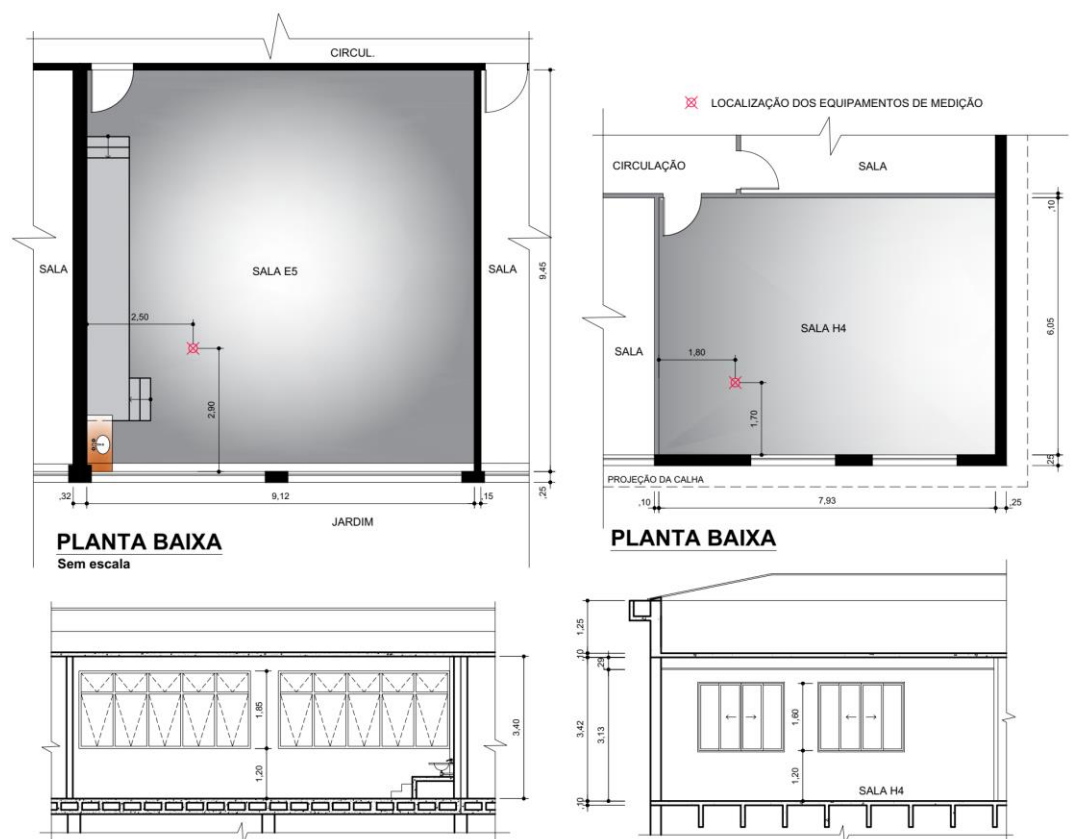 CIRCUL.
SALA
SALA E5
SALA
2,50
2,90
9,45
,25
,32
9,12
,15
JARDIM
PLANTA BAIXA
Sem escala
LOCALIZAÇÃO DOS EQUIPAMENTOS DE MEDIÇÃO
CIRCULAÇÃO
SALA
,10
SALA
SALA H4
1,80
1,70
6,05
,25
PROJEÇÃO DA CALHA
,10
7,93
,25
PLANTA BAIXA
1,85
1,20
3,40
1,25
,10
,29
3,42
3,13
,10
1,60
1,20
SALA H4